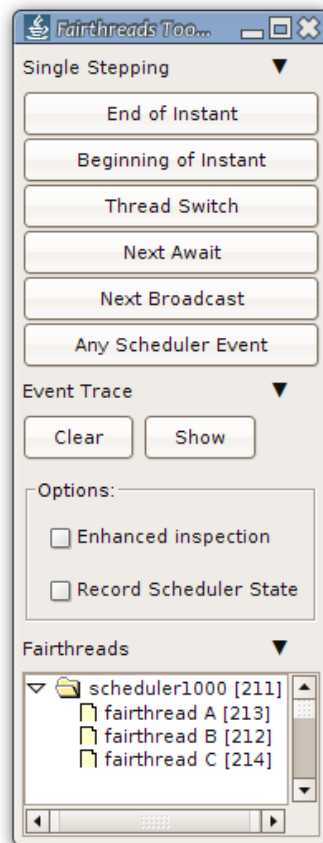 Fairthreads Too...
Single Stepping
End of Instant
Beginning of Instant
Thread Switch
Next Await
Next Broadcast
Any Scheduler Event
Event Trace
Clear Show
Options:
Enhanced inspection
Record Scheduler State
Fairthreads
scheduler1000 [211]
fairthread A [213]
fairthread B [212]
fairthread C [214]